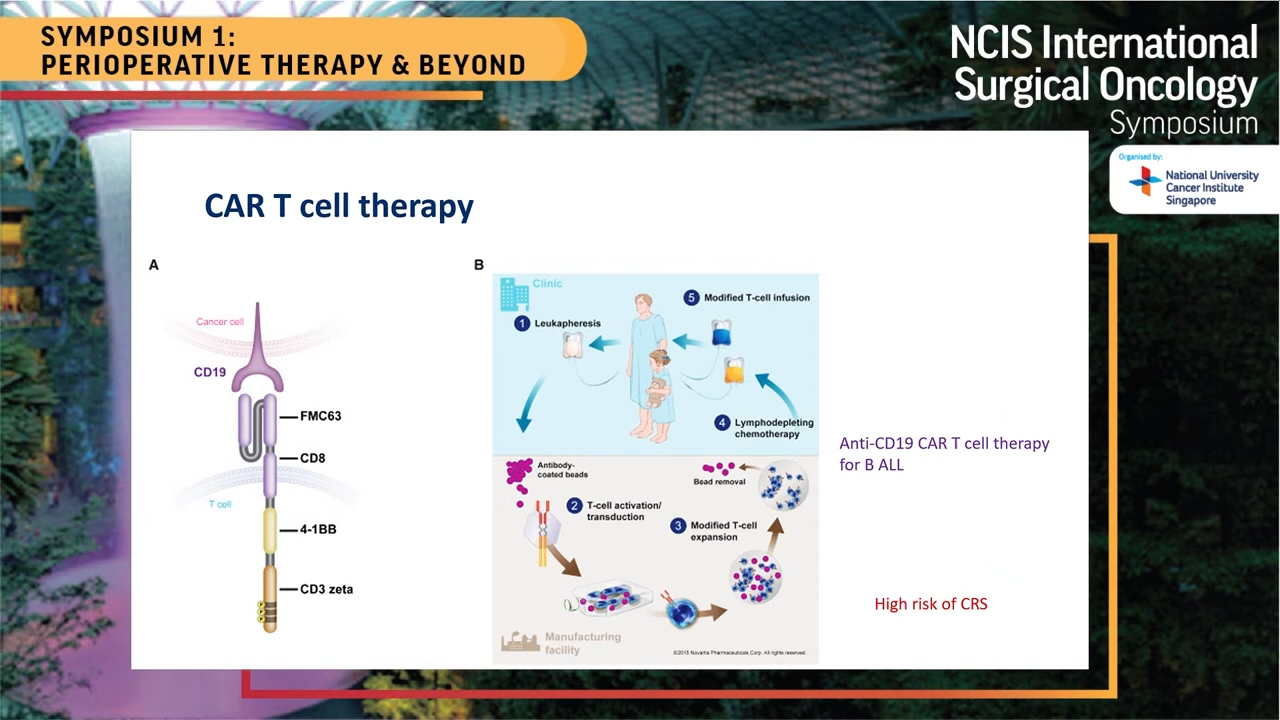 SYMPOSIUM 1:
PERIOPERATIVE THERAPY & BEYOND
NCIS International
Surgical Oncology
Symposium
Organised by:
National University
Cancer Institute
Singapore
CAR T cell therapy
A
Cancer cell
CD19
FMC63
CD8
T cell
4-1BB
CD3 zeta
B
Clinic
1 Leukapheresis
5 Modified T-cell infusion
4 Lymphodepleting
chemotherapy
Antibody-
coated beads
2 T-cell activation/
transduction
Bead removal
3 Modified T-cell
expansion
Manufacturing
facility
©2015 Novartis Pharmaceuticals Corp. All rights reserved.
Anti-CD19 CAR T cell therapy
for B ALL
High risk of CRS